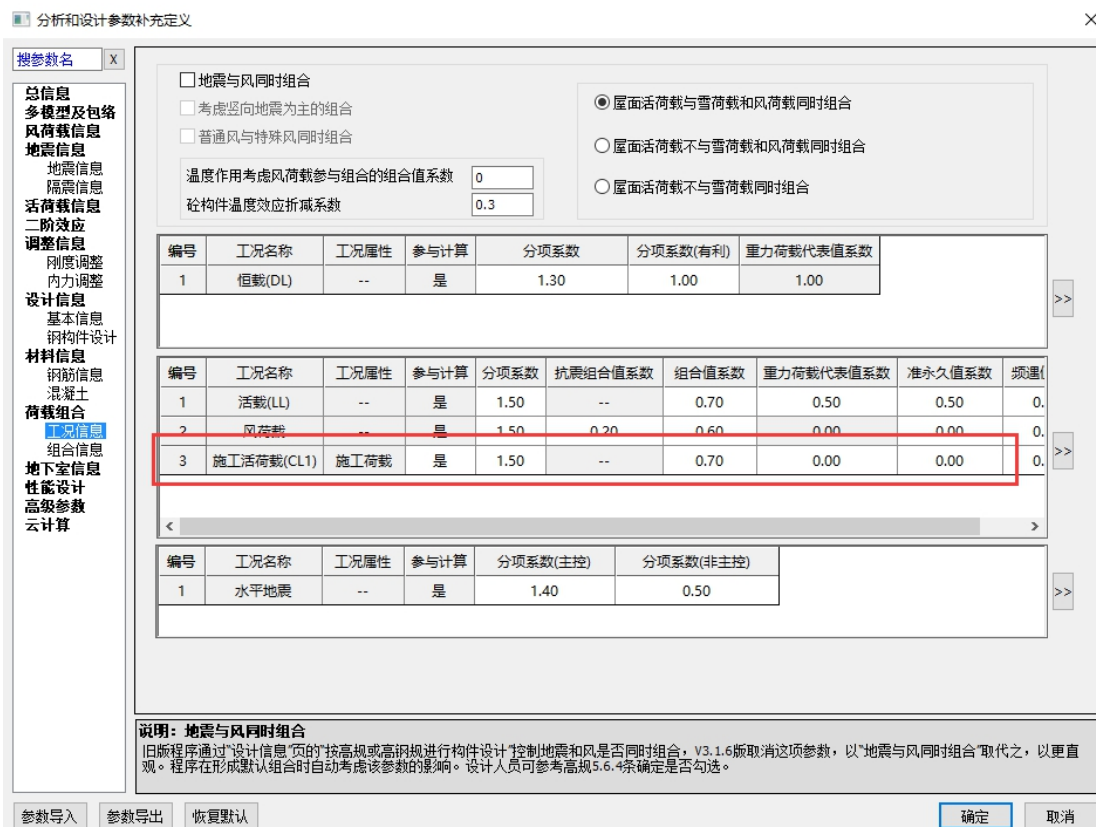 分析和设计参数补充定义
搜参数名 X
总信息
多模型及包络
风荷载信息
地震信息
地震信息
隔震信息
活荷载信息
二阶效应
调整信息
刚度调整
内力调整
设计信息
基本信息
钢构件设计
材料信息
钢筋信息
混凝土
荷载组合
工况信息
组合信息
地下室信息
性能设计
高级参数
云计算
地震与风同时组合
考虑竖向地震为主的组合
普通风与特殊风同时组合
温度作用考虑风荷载参与组合的组合值系数 0
砼构件温度效应折减系数 0.3
屋面活荷载与雪荷载和风荷载同时组合
屋面活荷载不与雪荷载和风荷载同时组合
屋面活荷载不与雪荷载同时组合
编号 工况名称 工况属性 参与计算 分项系数 分项系数(有利) 重力荷载代表值系数
1 恒载(DL) -- 是 1.30 1.00 1.00
>>
编号 工况名称 工况属性 参与计算 分项系数 抗震组合值系数 组合值系数 重力荷载代表值系数 准永久值系数 频遇
1 活载(LL) -- 是 1.50 -- 0.70 0.50 0.50 0.
2 风荷载 -- 是 1.50 0.20 0.60 0.00 0.00 0.
3 施工活荷载(CL1) 施工荷载 是 1.50 -- 0.70 0.00 0.00 0.
>>
编号 工况名称 工况属性 参与计算 分项系数(主控) 分项系数(非主控)
1 水平地震 -- 是 1.40 0.50
>>
说明：地震与风同时组合
旧版程序通过"设计信息"页的"按高规或高钢规进行构件设计"控制地震和风是否同时组合，V3.1.6版取消这项参数，以"地震与风同时组合"取代之，以更直
观。程序在形成默认组合时自动考虑该参数的影响。设计人员可参考高规5.6.4条确定是否勾选。
参数导入 参数导出 恢复默认 确定 取消